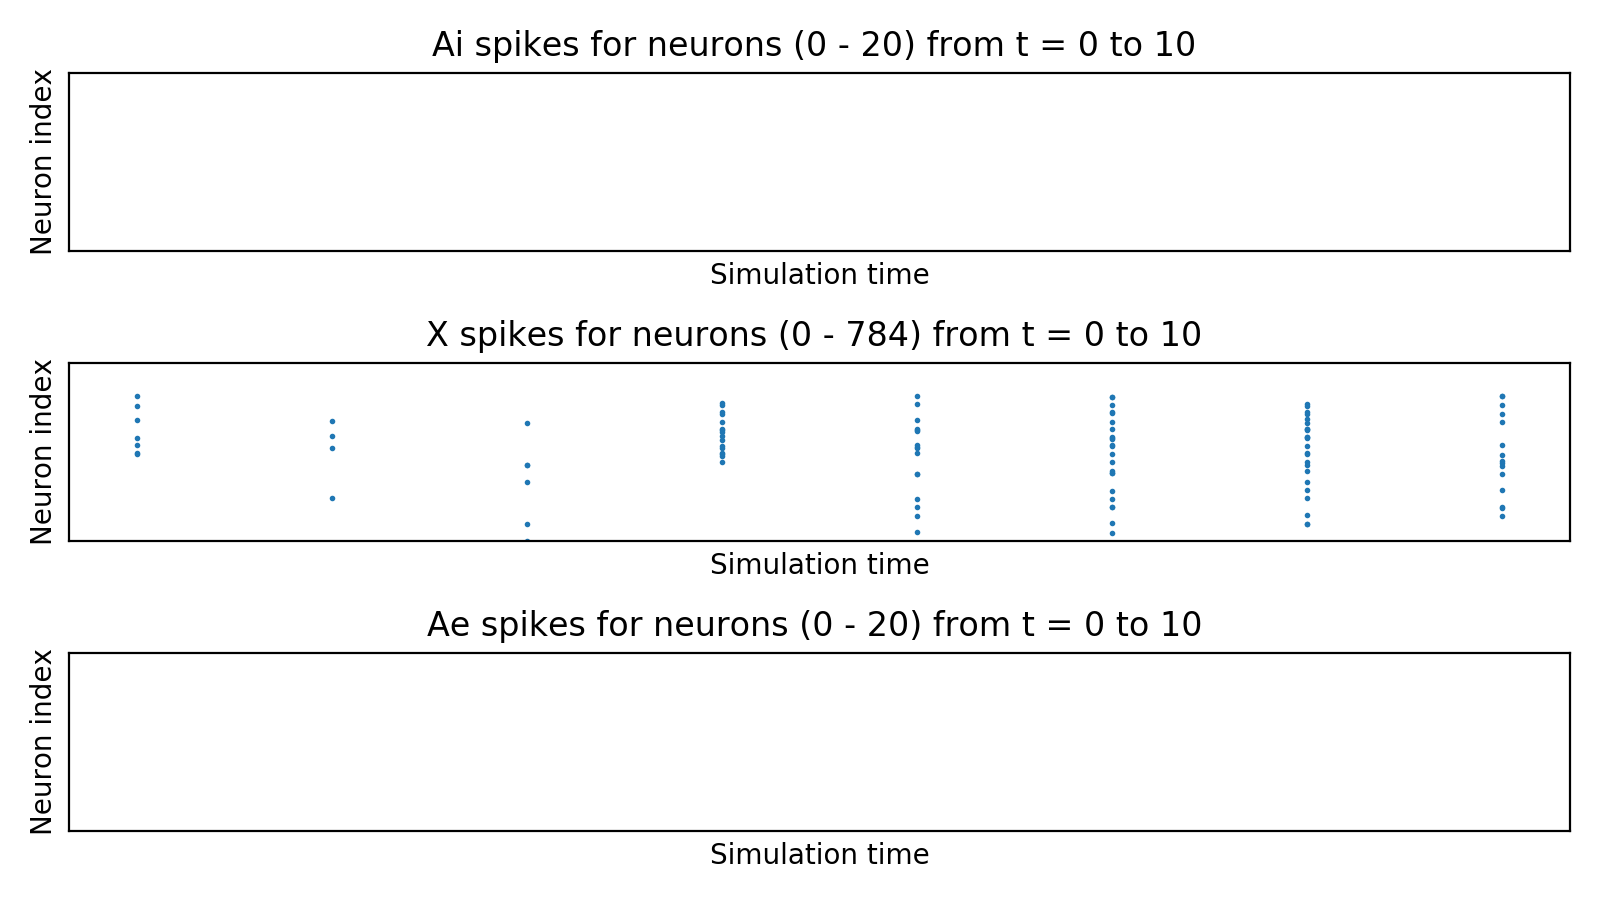 Ai spikes for neurons (0 - 20) from t = 0 to 10
Neuron index
Simulation time
X spikes for neurons (0 - 784) from t = 0 to 10
Neuron index
Simulation time
Ae spikes for neurons (0 - 20) from t = 0 to 10
Neuron index
Simulation time